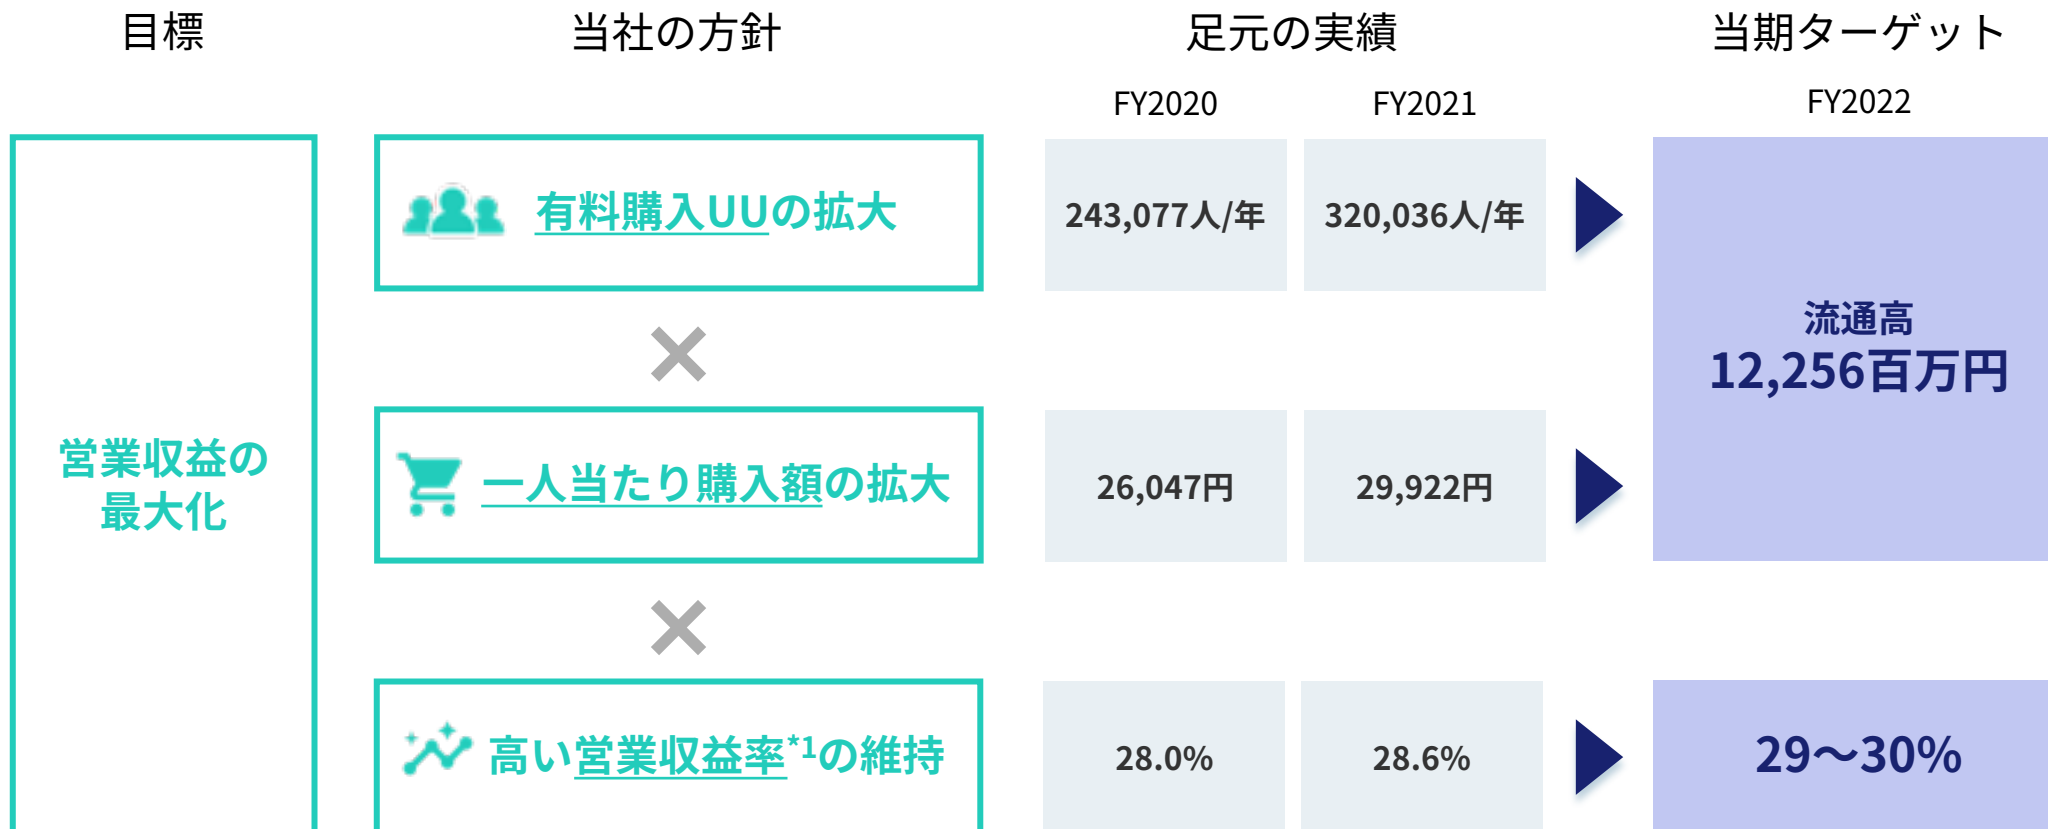 目標
当社の方針
足元の実績
当期ターゲット
FY2020
FY2021
FY2022
営業収益の
最大化
有料購入UUの拡大
243,077人/年
320,036人/年
流通高
12,256百万円
×
一人当たり購入額の拡大
26,047円
29,922円
×
高い営業収益率*1の維持
28.0%
28.6%
29～30%